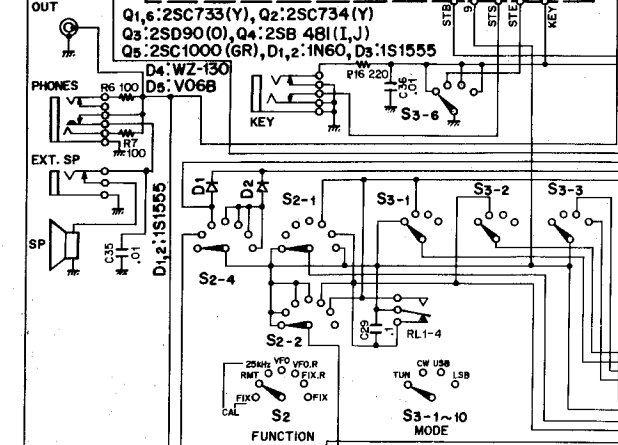 OUT
Q1,6:2SC733(Y), Q2:2SC734(Y)
Q3:2SD90(O), Q4:2SB 481(I,J)
Q5:2SC1000(GR), D1,2:1N60, D3:1S1555
D4:WZ-130
D5:V06B
STB
9
STS
STE
KEY
PHONES
R6 100
R7
100
R16 220
C36
.01
S3-6
KEY
EXT. SP
D1
D2
S2-1
S3-1
S3-2
S3-3
D1,2:1S1555
SP
C35
.01
S2-4
S2-2
C29
.1
RL1-4
25KHz VFO VFO.R
RMT FIX.R
FIX FIX
CAL
S2
FUNCTION
CW USB
TUN LSB
S3-1~10
MODE